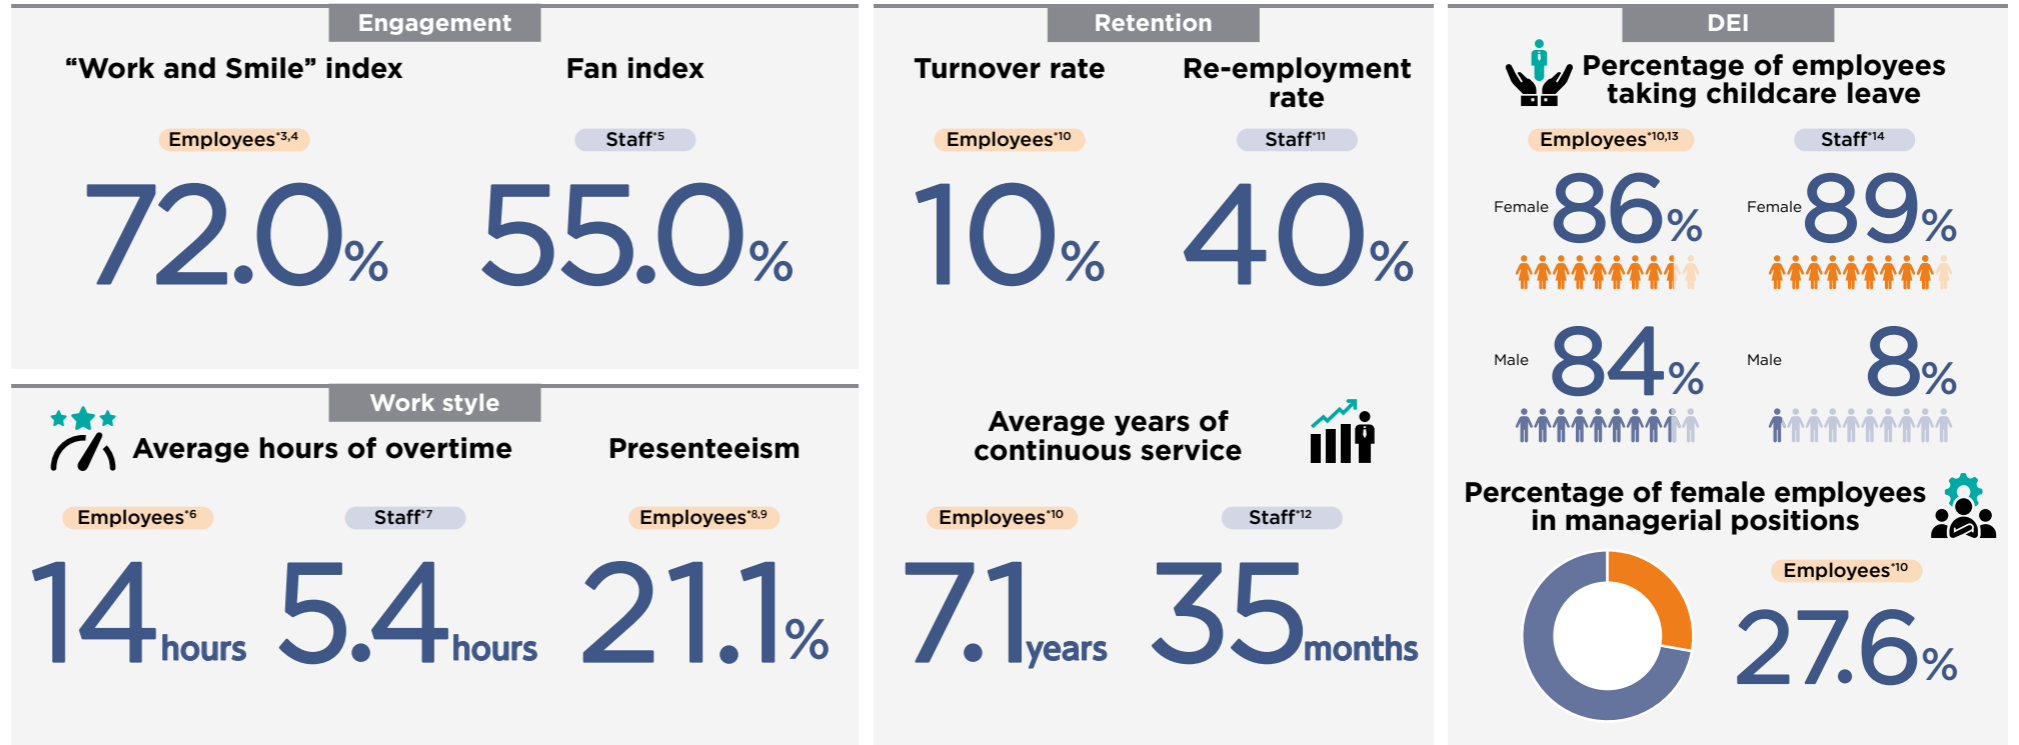 Engagement
“Work and Smile” index
Employees*3,4
72.0%
Fan index
Staff*5
55.0%
Work style
Average hours of overtime
Employees*6
14hours
Staff*7
5.4hours
Presenteeism
Employees*8,9
21.1%
Retention
Turnover rate
Employees*10
10%
Re-employment
rate
Staff*11
40%
Average years of
continuous service
Employees*10
7.1years
Staff*12
35months
DEI
Percentage of employees
taking childcare leave
Employees*10,13
Female 86%
Male 84%
Staff*14
Female 89%
Male 8%
Percentage of female employees
in managerial positions
Employees*10
27.6%